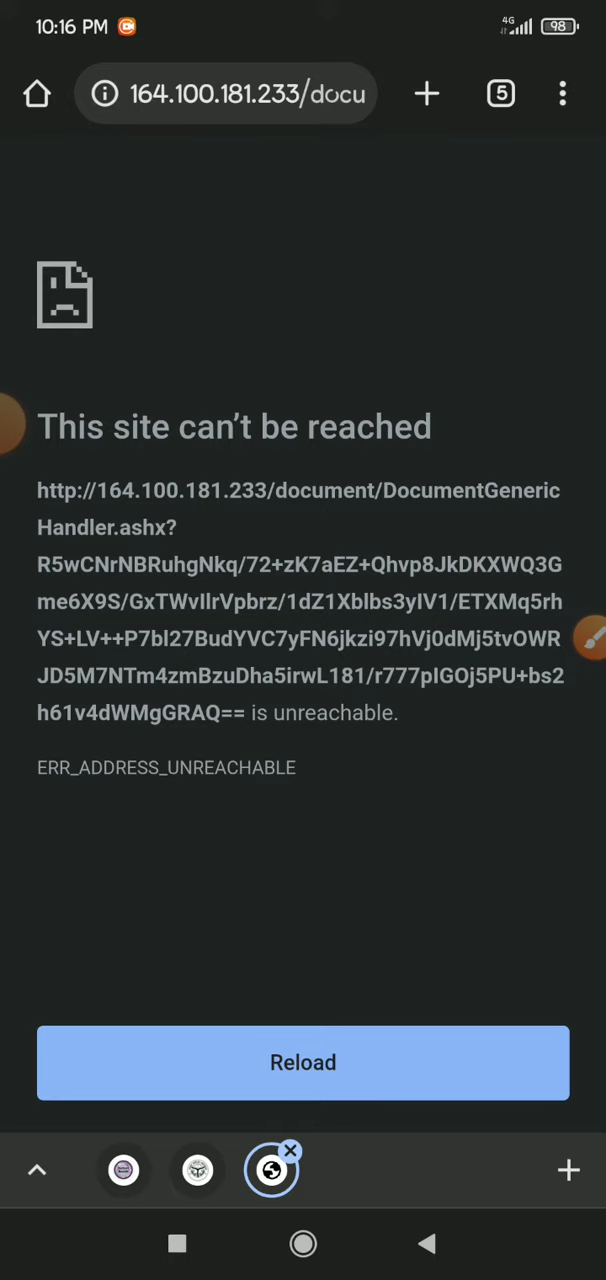 10:16 PM
4G
98
164.100.181.233/docu
5
This site can’t be reached
http://164.100.181.233/document/DocumentGeneric
Handler.ashx?
R5wCNrNBRuhgNkq/72+zK7aEZ+Qhvp8JkDKXWQ3G
me6X9S/GxTWvIlrVpbrz/1dZ1Xblbs3ylV1/ETXMq5rh
YS+LV++P7bl27BudYVC7yFN6jkzi97hVj0dMj5tvOWR
JD5M7NTm4zmBzuDha5irwL181/r777pIGOj5PU+bs2
h61v4dWMgGRAQ== is unreachable.
ERR_ADDRESS_UNREACHABLE
Reload